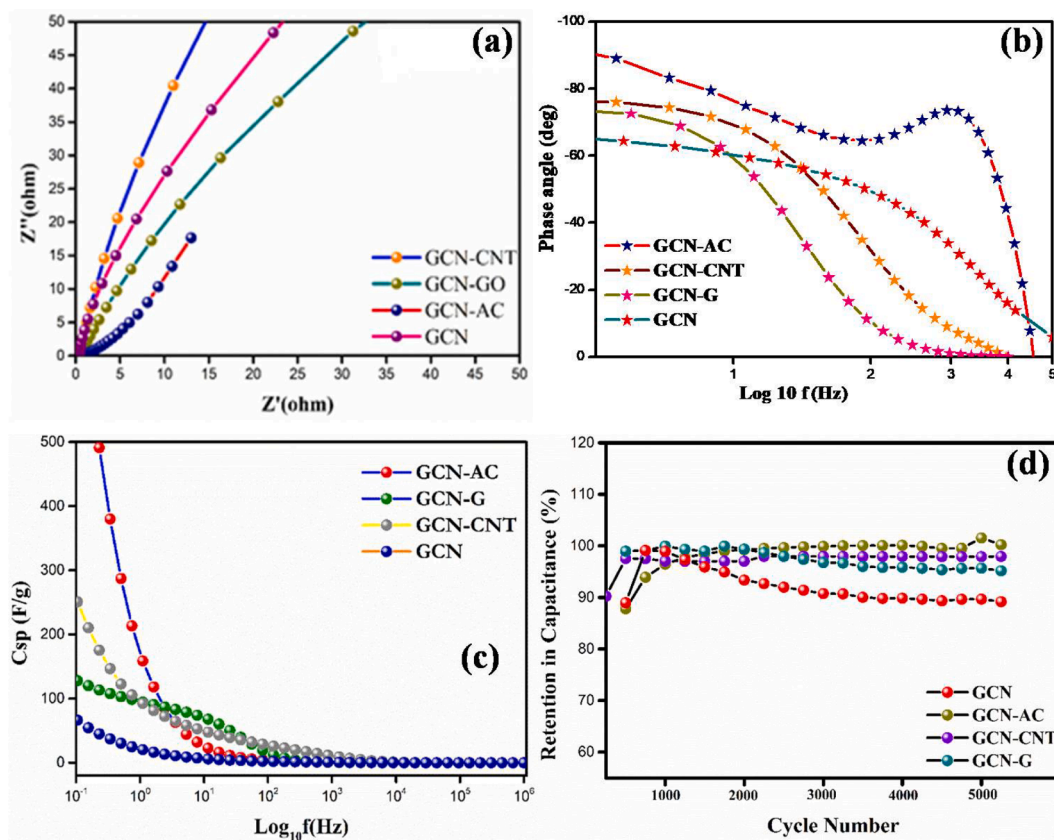 (a)
50
45
40
35
30
25
20
15
10
5
0
Z''(ohm)
GCN-CNT
GCN-GO
GCN-AC
GCN
0 5 10 15 20 25 30 35 40 45 50
Z'(ohm)
(b)
-100
-80
-60
-40
-20
0
Phase angle (deg)
GCN-AC
GCN-CNT
GCN-G
GCN
1 2 3 4 5
Log 10 f (Hz)
(c)
500
400
300
200
100
0
Csp (F/g)
GCN-AC
GCN-G
GCN-CNT
GCN
10⁻¹ 10⁰ 10¹ 10² 10³ 10⁴ 10⁵ 10⁶
Log₁₀f(Hz)
(d)
120
110
100
90
80
70
60
Retention in Capacitance (%)
GCN
GCN-AC
GCN-CNT
GCN-G
1000 2000 3000 4000 5000
Cycle Number